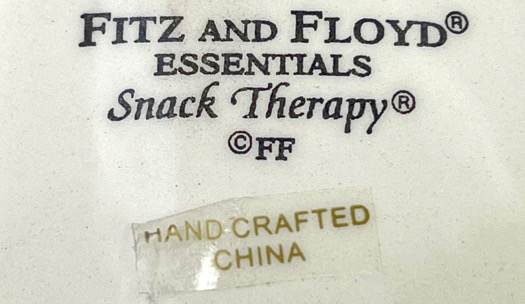 FITZ AND FLOYD®
ESSENTIALS
Snack Therapy®
©FF
HAND CRAFTED
CHINA